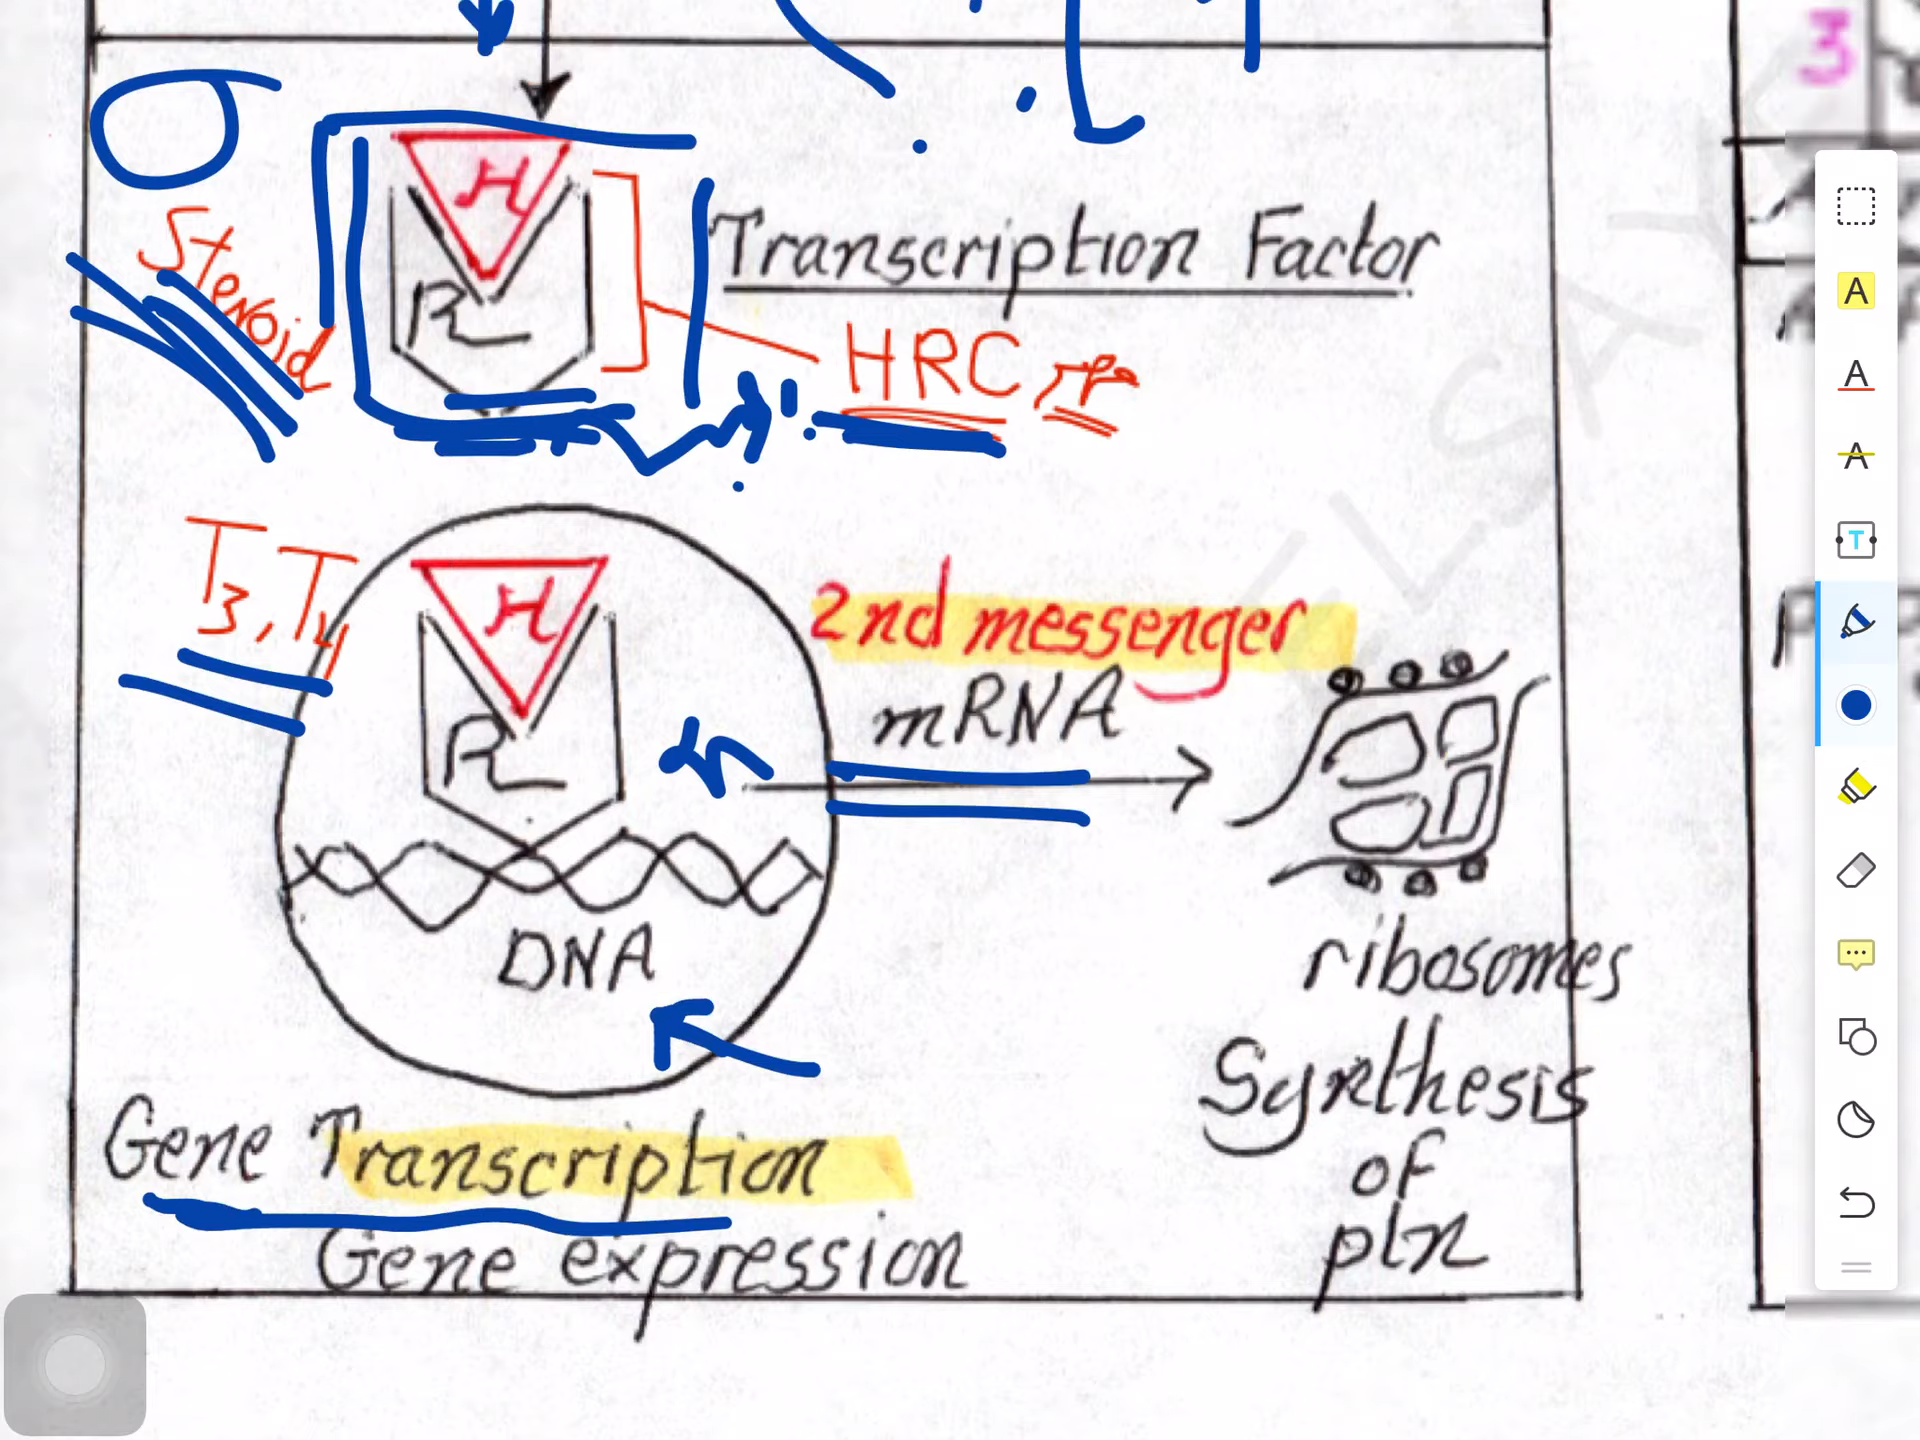 3
H
Steroid
Transcription Factor
R
HRC
T3, T4
H
2nd messenger
mRNA
R
DNA
ribosomes
Synthesis
of
ptn
Gene Transcription
Gene expression
ELSAY
A
A
A
T